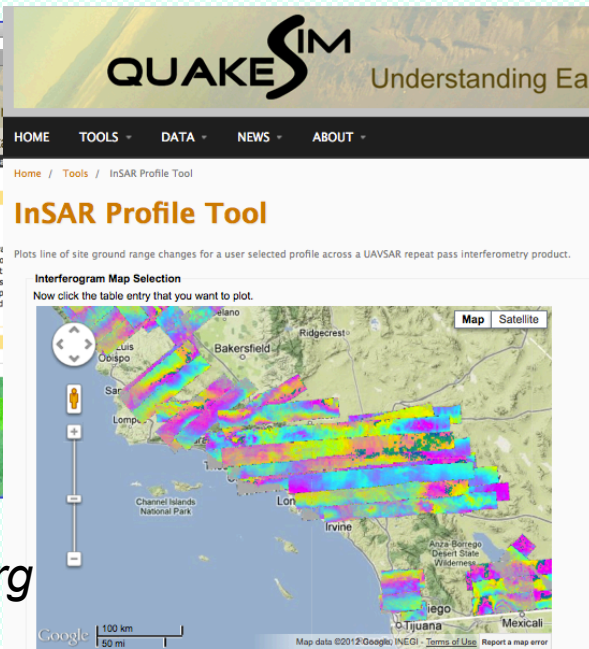 QUAKESIM
Understanding Ea
HOME TOOLS DATA NEWS ABOUT
Home / Tools / InSAR Profile Tool
InSAR Profile Tool
Plots line of site ground range changes for a user selected profile across a UAVSAR repeat pass interferometry product.
Interferogram Map Selection
Now click the table entry that you want to plot.
Map Satellite
elano
Ridgecrest
Luis
Obispo
Bakersfield
Lomp
Channel Islands
National Park
Lon
Irvine
Anza-Borrego
Desert State
Wilderness
rg
iego
Tijuana
Mexicali
Google
100 km
50 mi
Map data ©2012 Google, INEGI - Terms of Use Report a map error